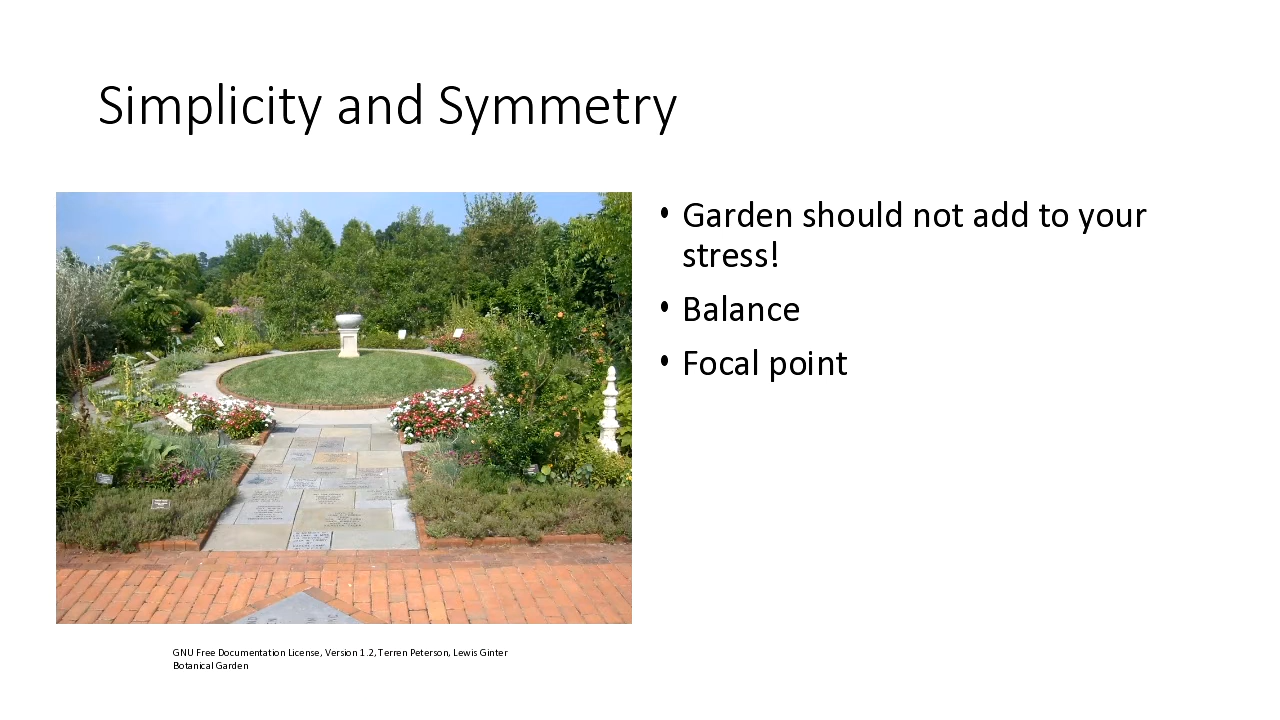 Simplicity and Symmetry
• Garden should not add to your
stress!
• Balance
• Focal point
GNU Free Documentation License, Version 1.2, Terren Peterson, Lewis Ginter
Botanical Garden